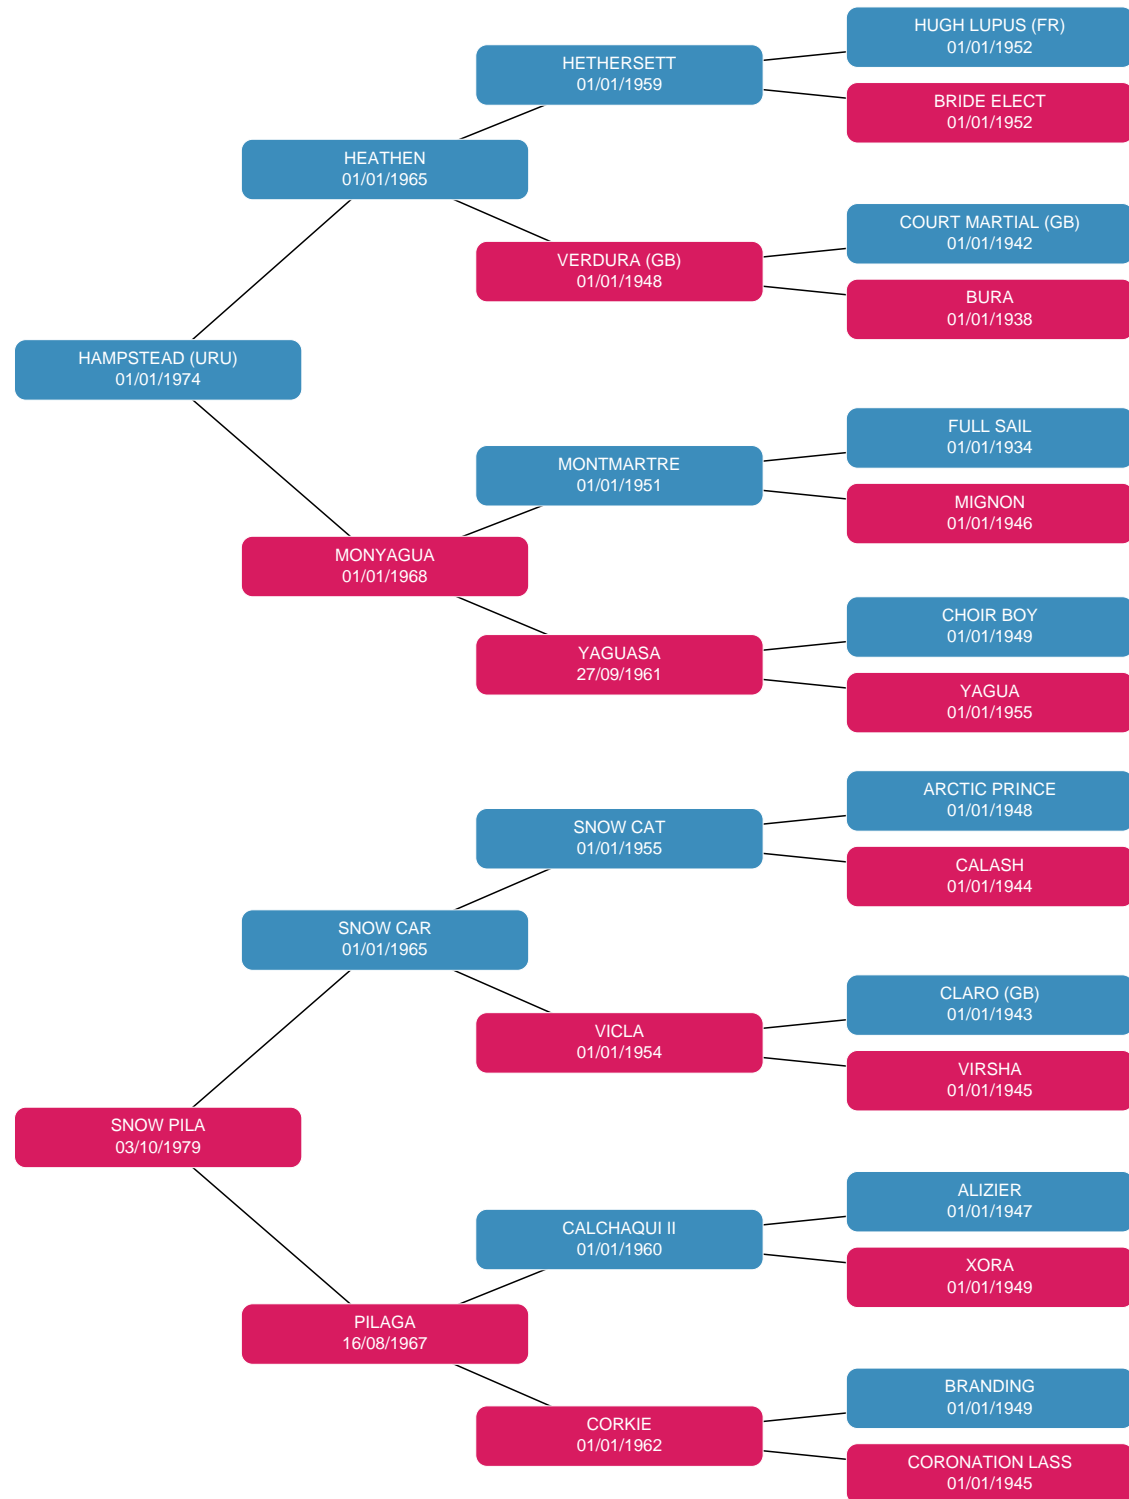 HUGH LUPUS (FR)
01/01/1952
HETHERSETT
01/01/1959
BRIDE ELECT
01/01/1952
HEATHEN
01/01/1965
COURT MARTIAL (GB)
01/01/1942
VERDURA (GB)
01/01/1948
BURA
01/01/1938
HAMPSTEAD (URU)
01/01/1974
FULL SAIL
01/01/1934
MONTMARTRE
01/01/1951
MIGNON
01/01/1946
MONYAGUA
01/01/1968
CHOIR BOY
01/01/1949
YAGUASA
27/09/1961
YAGUA
01/01/1955
ARCTIC PRINCE
01/01/1948
SNOW CAT
01/01/1955
CALASH
01/01/1944
SNOW CAR
01/01/1965
CLARO (GB)
01/01/1943
VICLA
01/01/1954
VIRSHA
01/01/1945
SNOW PILA
03/10/1979
ALIZIER
01/01/1947
CALCHAQUI II
01/01/1960
XORA
01/01/1949
PILAGA
16/08/1967
BRANDING
01/01/1949
CORKIE
01/01/1962
CORONATION LASS
01/01/1945